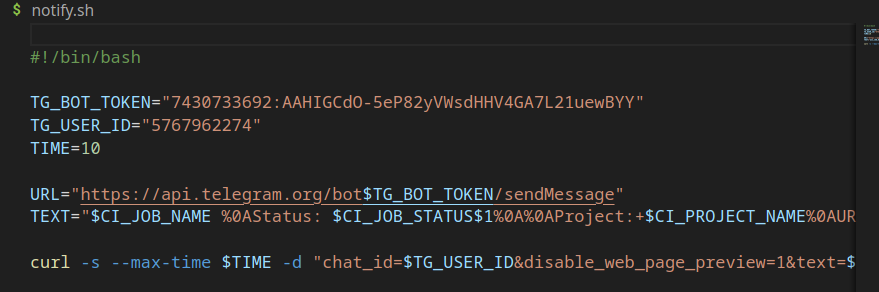 $ notify.sh
#!/bin/bash
TG_BOT_TOKEN="7430733692:AAHIGCdO-5eP82yVWsdHHV4GA7L21uewBYY"
TG_USER_ID="5767962274"
TIME=10
URL="https://api.telegram.org/bot$TG_BOT_TOKEN/sendMessage"
TEXT="$CI_JOB_NAME %0AStatus: $CI_JOB_STATUS$1%0A%0AProject:+$CI_PROJECT_NAME%0AUR
curl -s --max-time $TIME -d "chat_id=$TG_USER_ID&disable_web_page_preview=1&text=$